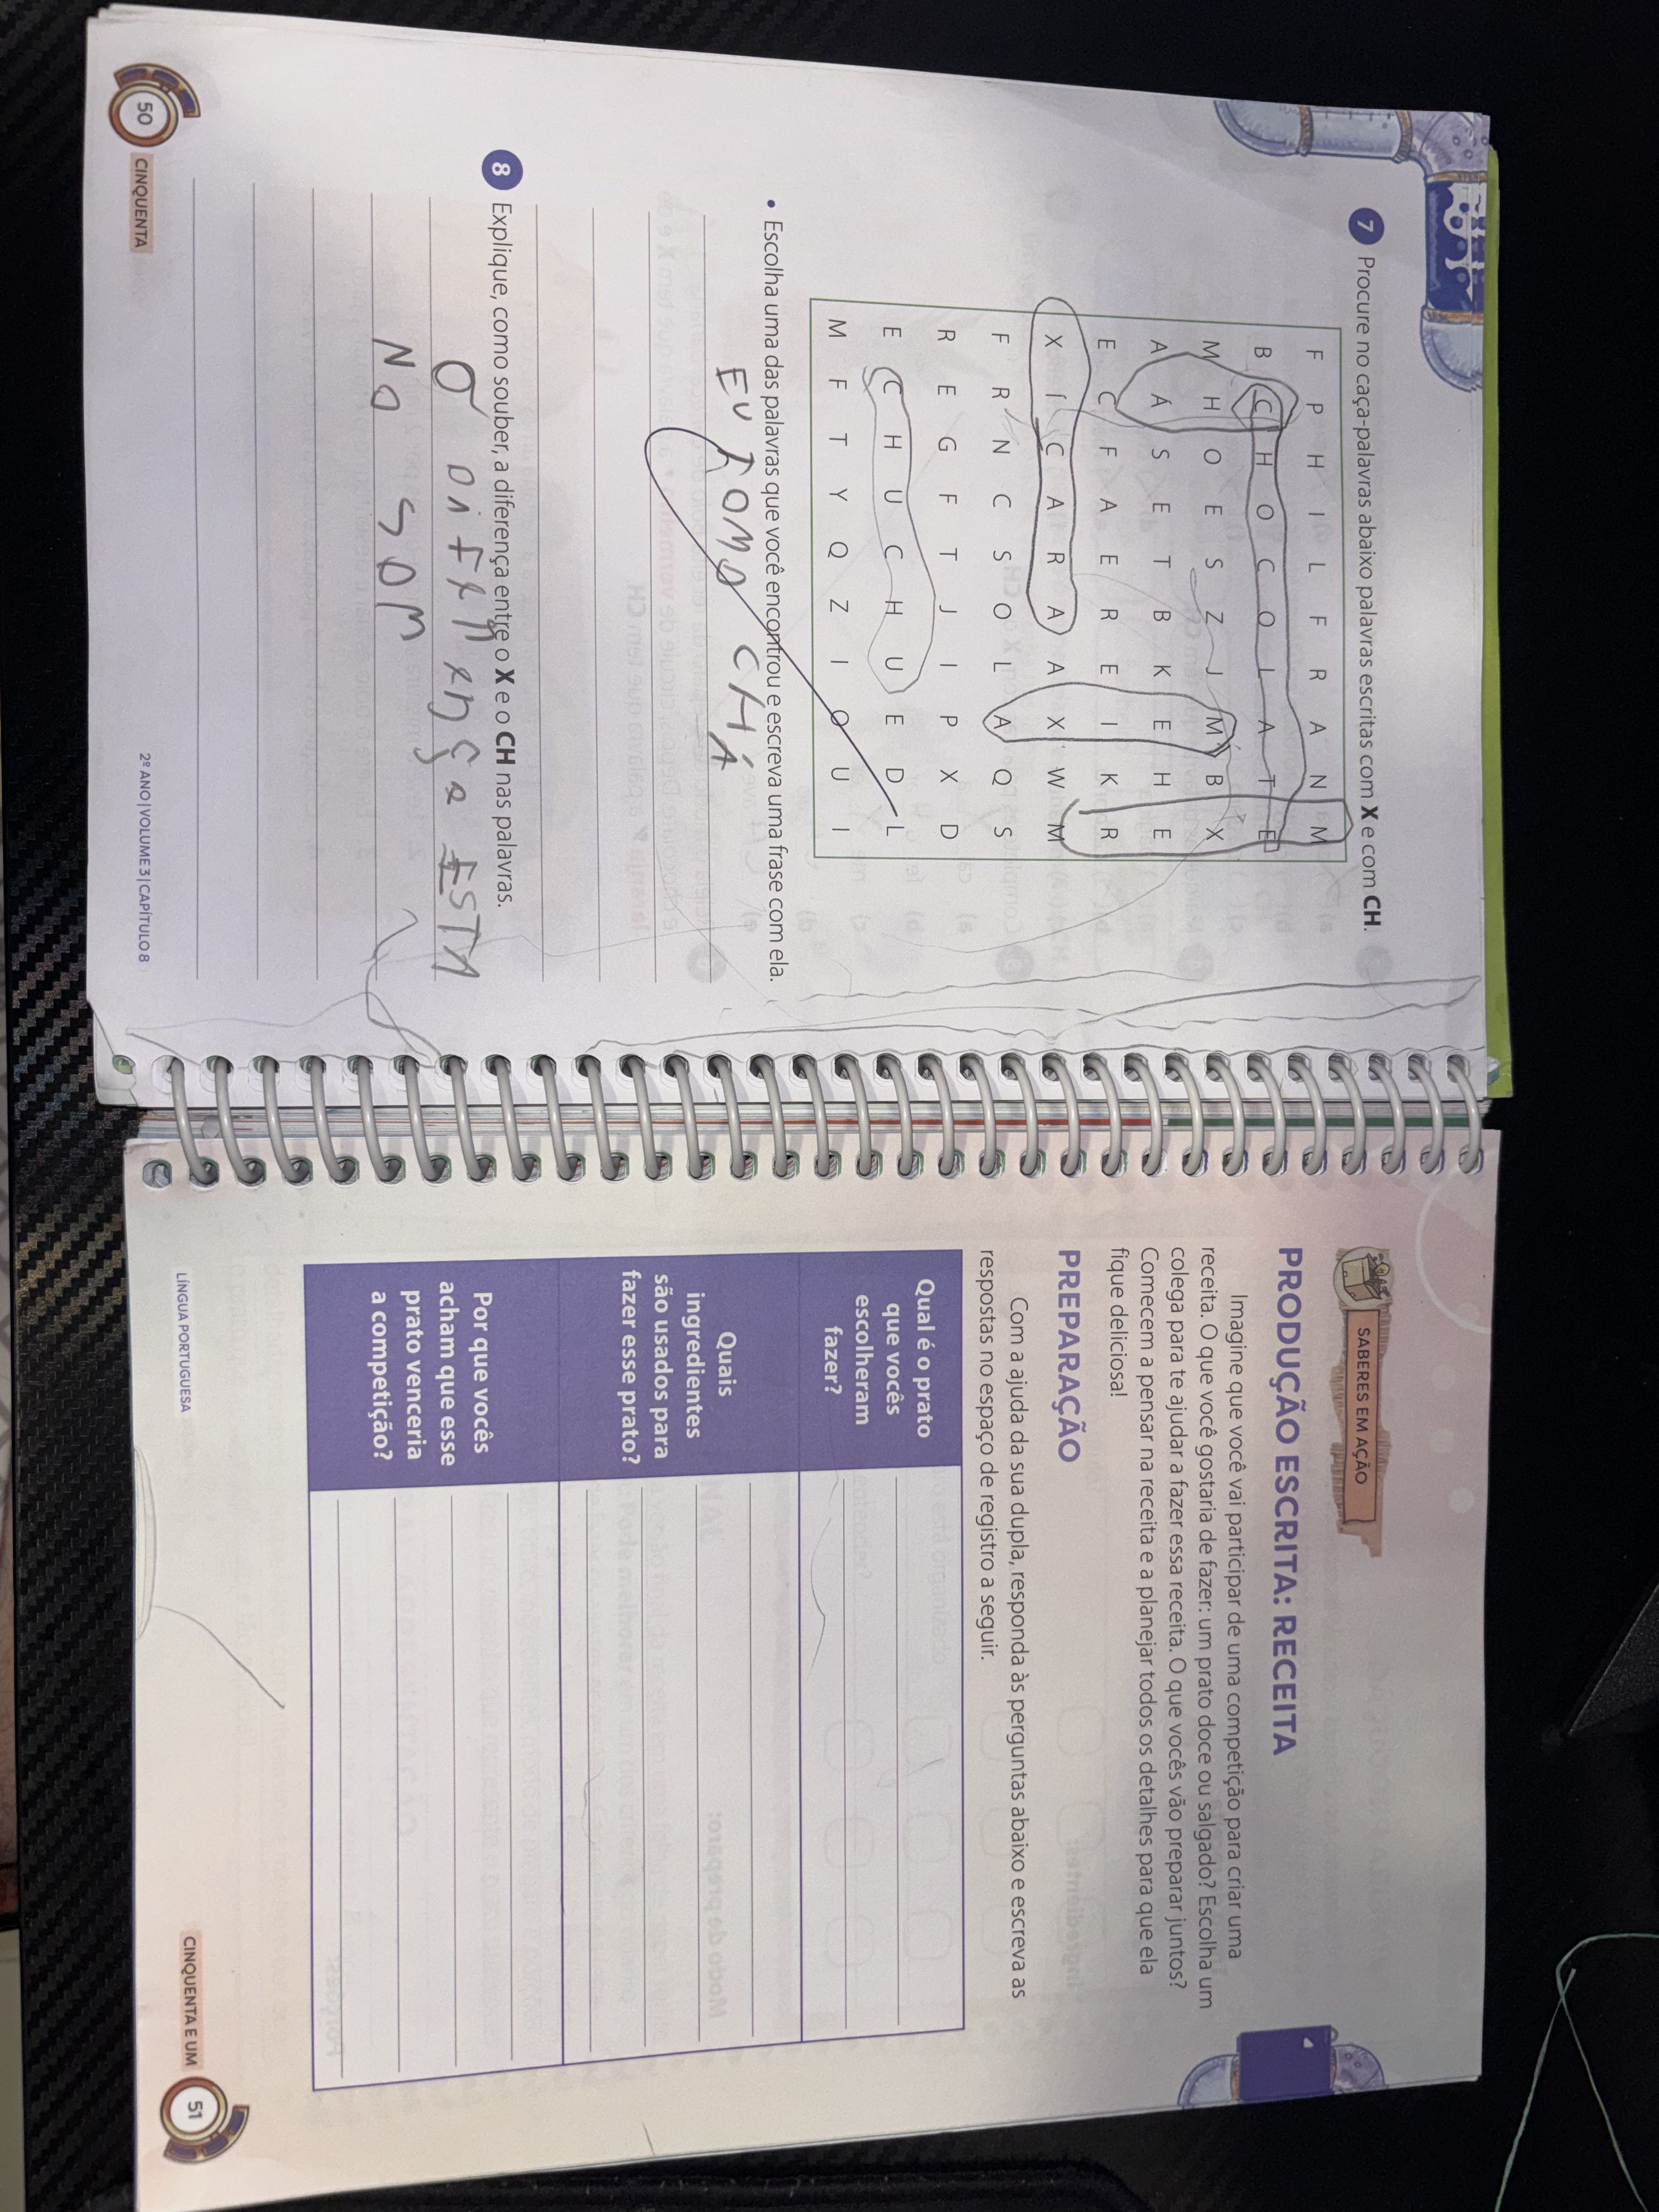 7 Procure no caça-palavras abaixo palavras escritas com X e com CH.
F P H I L F R A N M
B C H O C O L A T E
M H O E S Z J M B X
A Á S E T B K E H E
E C F A E R E I K R
X Í C A R A A X W M
F R N C S O L A Q S
R E G F T J I P X D
E C H U C H U E D L
M F T Y Q Z I O U I
• Escolha uma das palavras que você encontrou e escreva uma frase com ela.
EU TOMO CHÁ
8 Explique, como souber, a diferença entre o X e o CH nas palavras.
O DiFERENÇa ESTA
NO SOM
50 CINQUENTA
2º ANO | VOLUME 3 | CAPÍTULO 8
SABERES EM AÇÃO
PRODUÇÃO ESCRITA: RECEITA
Imagine que você vai participar de uma competição para criar uma
receita. O que você gostaria de fazer: um prato doce ou salgado? Escolha um
colega para te ajudar a fazer essa receita. O que vocês vão preparar juntos?
Comecem a pensar na receita e a planejar todos os detalhes para que ela
fique deliciosa!
PREPARAÇÃO
Com a ajuda da sua dupla, responda às perguntas abaixo e escreva as
respostas no espaço de registro a seguir.
Qual é o prato
que vocês
escolheram
fazer?
Quais
ingredientes
são usados para
fazer esse prato?
Por que vocês
acham que esse
prato venceria
a competição?
LÍNGUA PORTUGUESA
CINQUENTA E UM 51